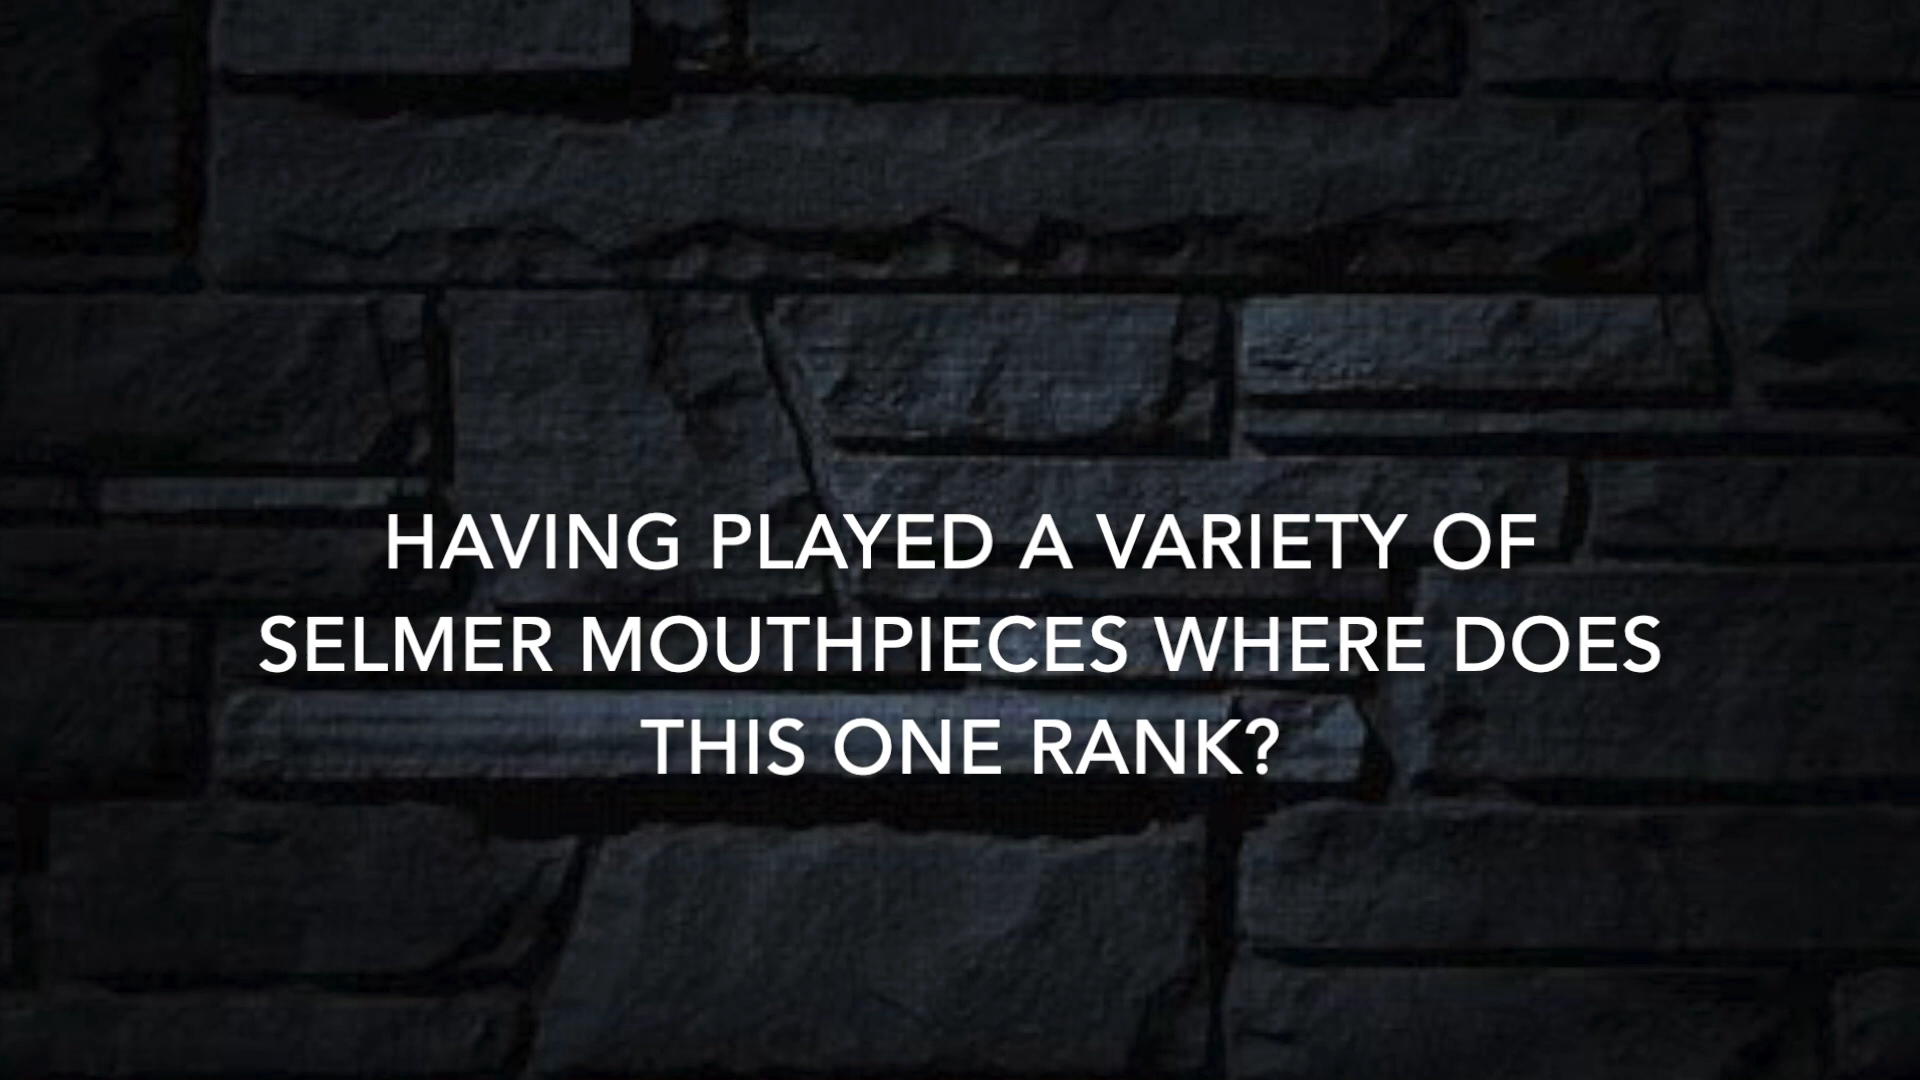 HAVING PLAYED A VARIETY OF
SELMER MOUTHPIECES WHERE DOES
THIS ONE RANK?